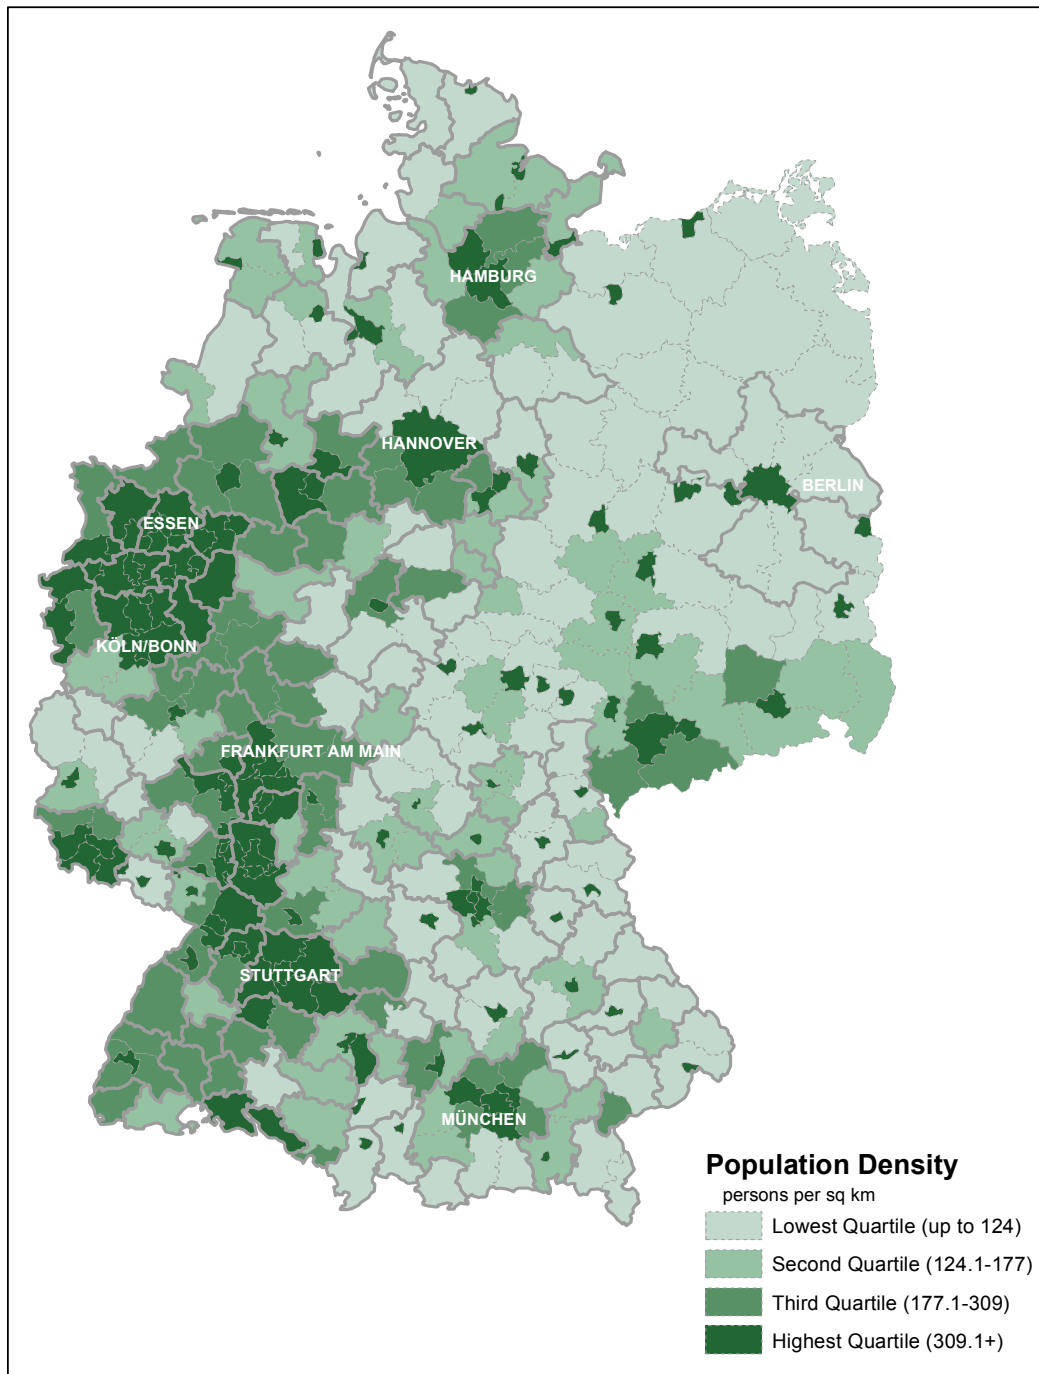 HAMBURG
HANNOVER
BERLIN
ESSEN
KÖLN/BONN
FRANKFURT AM MAIN
STUTTGART
MÜNCHEN
Population Density
persons per sq km
Lowest Quartile (up to 124)
Second Quartile (124.1-177)
Third Quartile (177.1-309)
Highest Quartile (309.1+)